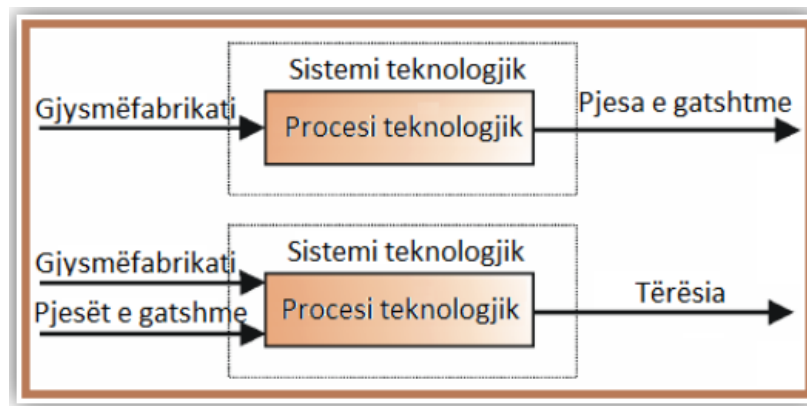 Sistemi teknologjik
Gjysmëfabrikati
Procesi teknologjik
Pjesa e gatshtme
Sistemi teknologjik
Gjysmëfabrikati
Pjesët e gatshme
Procesi teknologjik
Tërësia